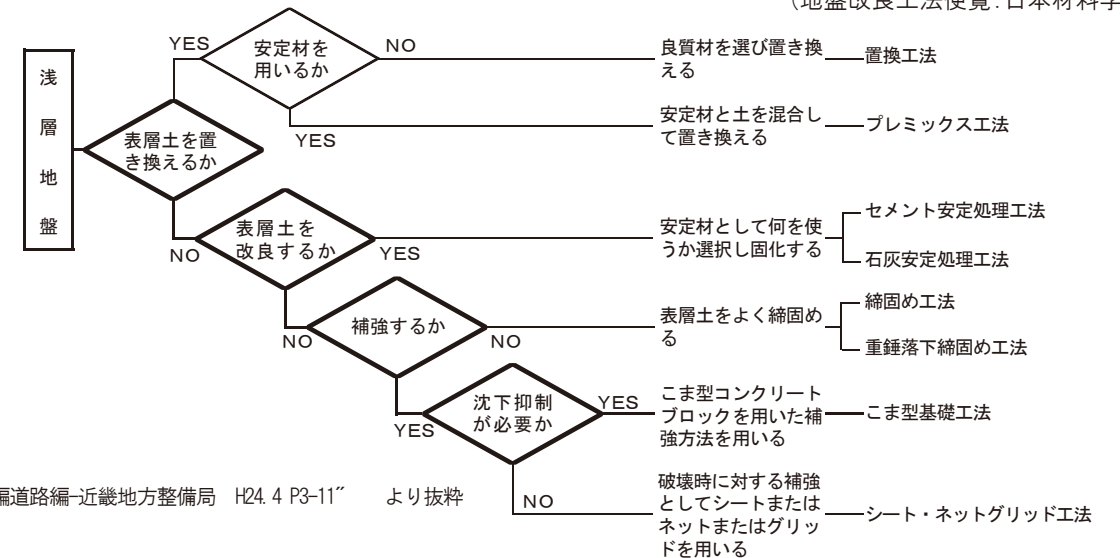 (地盤改良工法便覧：日本材料学
YES
安定材を
用いるか
NO
良質材を選び置き換
える
置換工法
浅
層
地
盤
表層土を置
き換えるか
YES
安定材と土を混合し
て置き換える
プレミックス工法
NO
表層土を
改良するか
YES
安定材として何を使
うか選択し固化する
セメント安定処理工法
石灰安定処理工法
NO
補強するか
NO
表層土をよく締固め
る
締固め工法
重錘落下締固め工法
YES
沈下抑制
が必要か
YES
こま型コンクリート
ブロックを用いた補
強方法を用いる
こま型基礎工法
編道路編-近畿地方整備局 H24.4 P3-11″ より抜粋
NO
破壊時に対する補強
としてシートまたは
ネットまたはグリッ
ドを用いる
シート・ネットグリッド工法